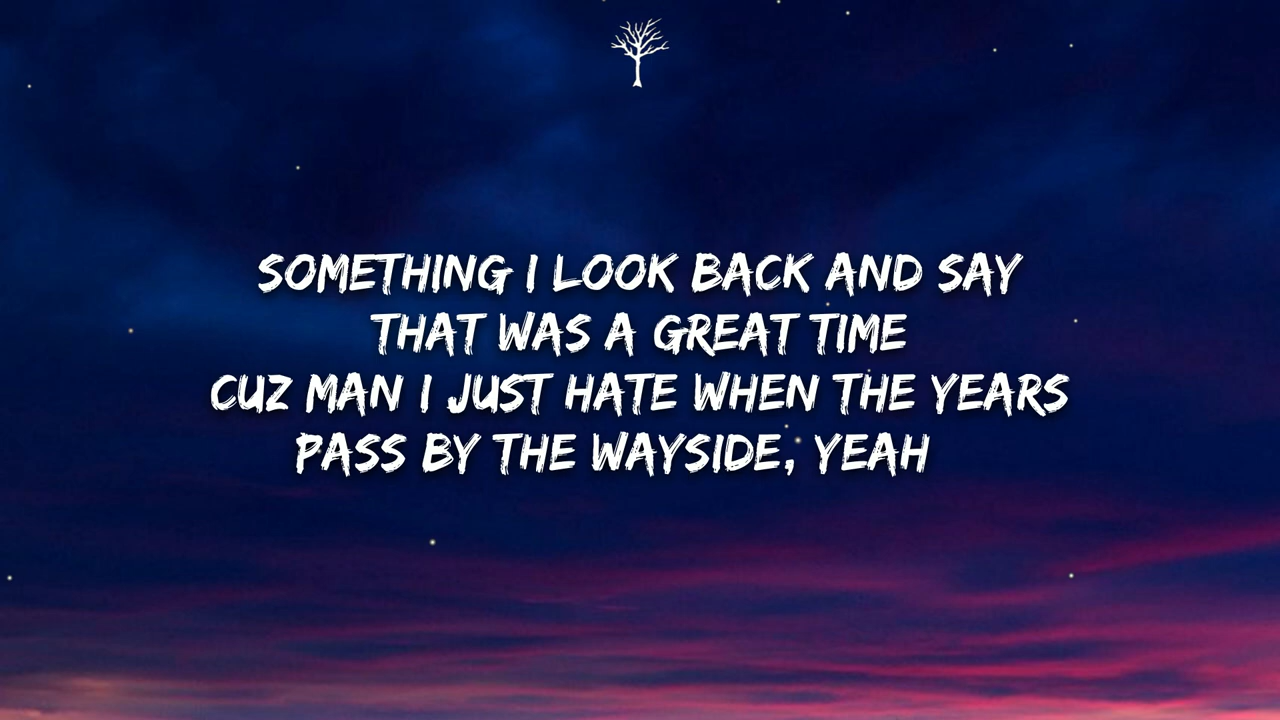 SOMETHING I LOOK BACK AND SAY
THAT WAS A GREAT TIME
CUZ MAN I JUST HATE WHEN THE YEARS
PASS BY THE WAYSIDE, YEAH